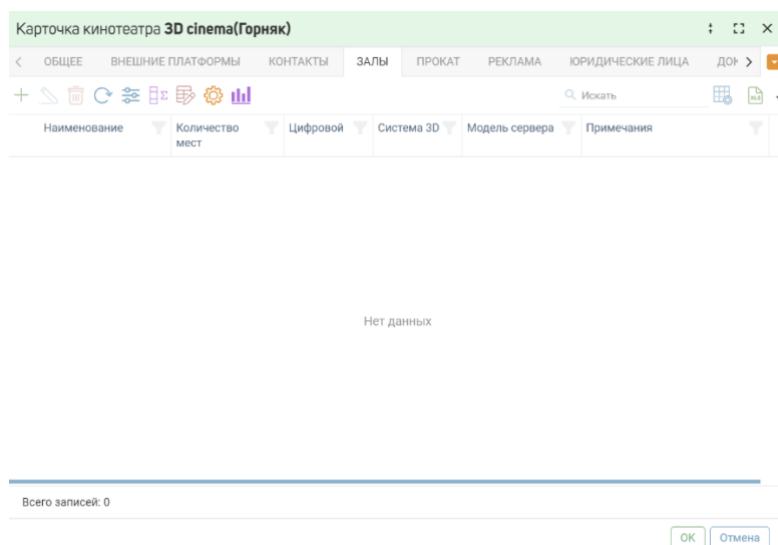 Карточка кинотеатра 3D cinema(Горняк)
ОБЩЕЕ ВНЕШНИЕ ПЛАТФОРМЫ КОНТАКТЫ ЗАЛЫ ПРОКАТ РЕКЛАМА ЮРИДИЧЕСКИЕ ЛИЦА ДОК
Искать
Наименование Количество мест Цифровой Система 3D Модель сервера Примечания
Нет данных
Всего записей: 0
OK Отмена